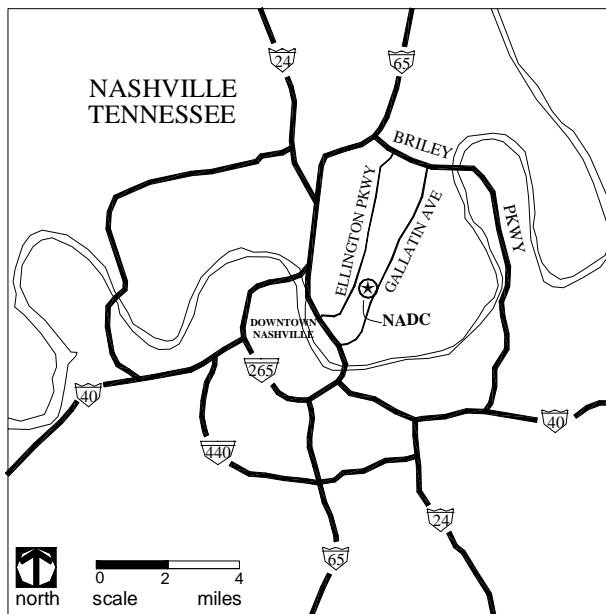 24
65
NASHVILLE
TENNESSEE
BRILEY
PKWY
ELLINGTON PKWY
GALLATIN AVE
DOWNTOWN
NASHVILLE
NADC
265
40
40
440
24
65
0 2 4
north scale miles